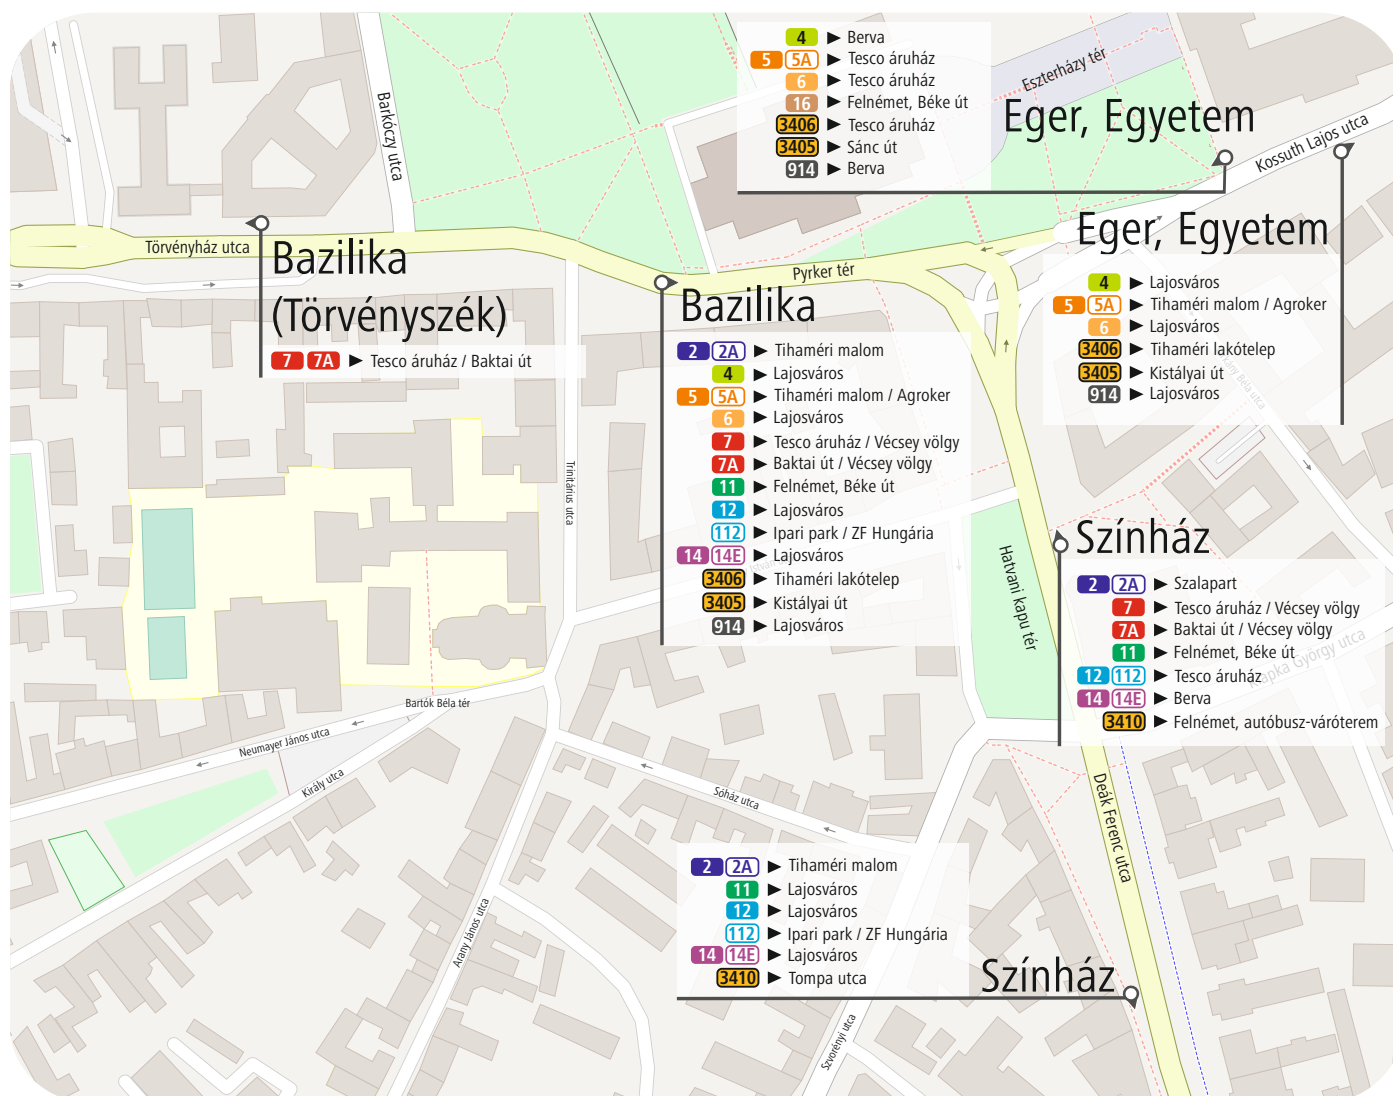 4 ► Berva
5 5A ► Tesco áruház
6 ► Tesco áruház
16 ► Felnémet, Béke út
3406 ► Tesco áruház
3405 ► Sánc út
914 ► Berva
Eszterházy tér
Eger, Egyetem
Kossuth Lajos utca
Barkóczy utca
Törvényház utca
Bazilika
(Törvényszék)
7 7A ► Tesco áruház / Baktai út
Pyrker tér
Eger, Egyetem
4 ► Lajosváros
5 5A ► Tihaméri malom / Agroker
6 ► Lajosváros
3406 ► Tihaméri lakótelep
3405 ► Kistályai út
914 ► Lajosváros
Bazilika
2 2A ► Tihaméri malom
4 ► Lajosváros
5 5A ► Tihaméri malom / Agroker
6 ► Lajosváros
7 ► Tesco áruház / Vécsey völgy
7A ► Baktai út / Vécsey völgy
11 ► Felnémet, Béke út
12 ► Lajosváros
112 ► Ipari park / ZF Hungária
14 14E ► Lajosváros
3406 ► Tihaméri lakótelep
3405 ► Kistályai út
914 ► Lajosváros
Trinitárius utca
Hatvani kapu tér
Színház
2 2A ► Szalapart
7 ► Tesco áruház / Vécsey völgy
7A ► Baktai út / Vécsey völgy
11 ► Felnémet, Béke út
12 112 ► Tesco áruház
14 14E ► Berva
3410 ► Felnémet, autóbusz-váróterem
Klapka György utca
Bartók Béla tér
Neumayer János utca
Király utca
Sóház utca
Deák Ferenc utca
Arany János utca
2 2A ► Tihaméri malom
11 ► Lajosváros
12 ► Lajosváros
112 ► Ipari park / ZF Hungária
14 14E ► Lajosváros
3410 ► Tompa utca
Színház
Szvorényi utca